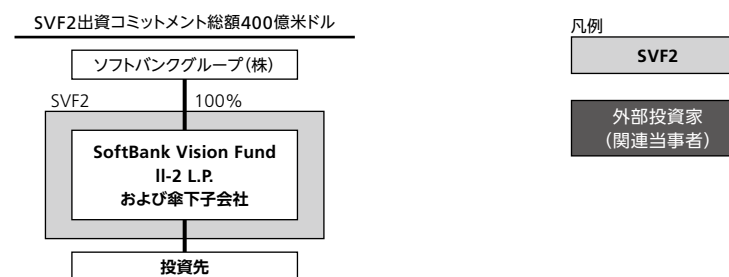 SVF2出資コミットメント総額400億米ドル
ソフトバンクグループ(株)
SVF2
100%
SoftBank Vision Fund
II-2 L.P.
および傘下子会社
投資先
凡例
SVF2
外部投資家
(関連当事者)